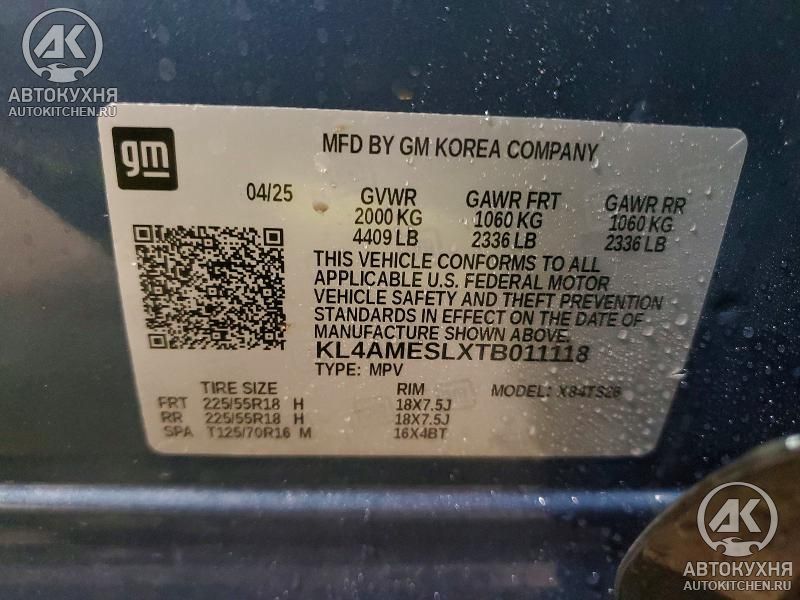 AK
АВТОКУХНЯ
AUTOKITCHEN.RU
gm
MFD BY GM KOREA COMPANY
04/25 GVWR GAWR FRT GAWR RR
2000 KG 1060 KG 1060 KG
4409 LB 2336 LB 2336 LB
THIS VEHICLE CONFORMS TO ALL
APPLICABLE U.S. FEDERAL MOTOR
VEHICLE SAFETY AND THEFT PREVENTION
STANDARDS IN EFFECT ON THE DATE OF
MANUFACTURE SHOWN ABOVE.
KL4AMESLXTB011118
TYPE: MPV
TIRE SIZE RIM MODEL: X84TS26
FRT 225/55R18 H 18X7.5J
RR 225/55R18 H 18X7.5J
SPA T125/70R16 M 16X4BT
AK
АВТОКУХНЯ
AUTOKITCHEN.RU